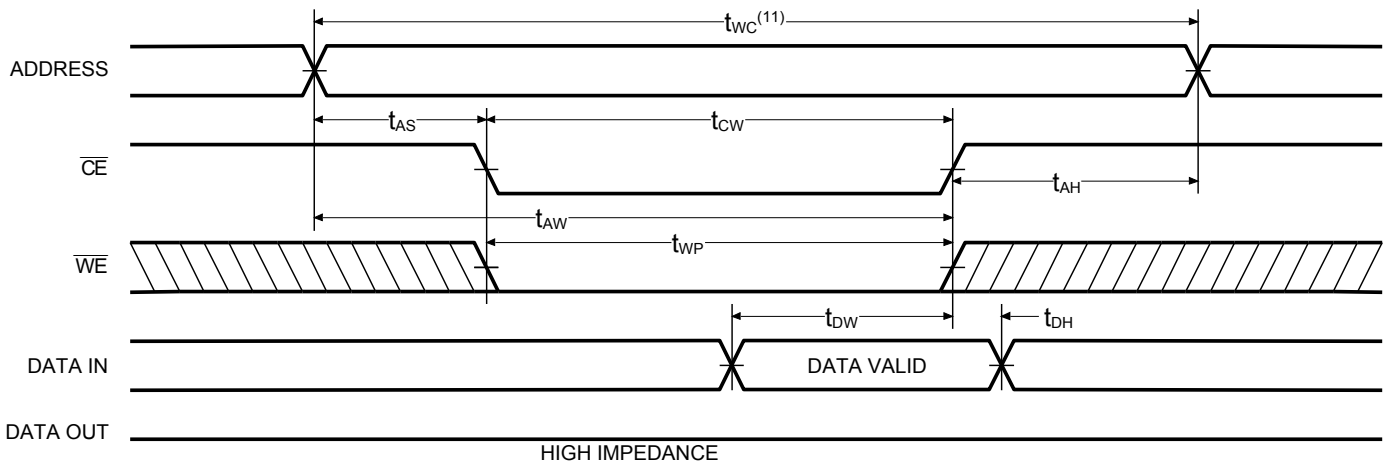 tWC(11)
ADDRESS
tAS
tCW
CE
tAH
tAW
WE
tWP
tDW
tDH
DATA IN
DATA VALID
DATA OUT
HIGH IMPEDANCE